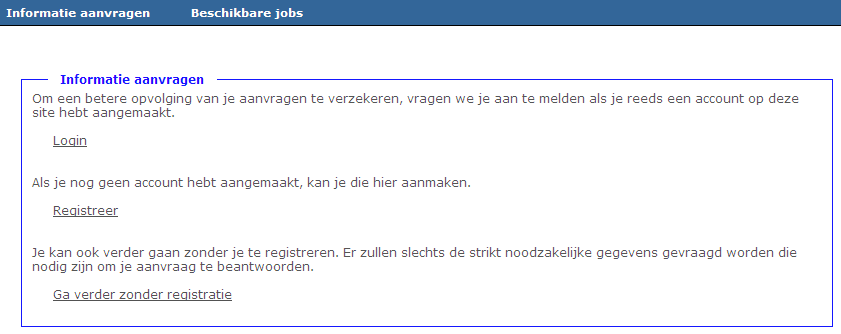 Informatie aanvragen Beschikbare jobs
Informatie aanvragen
Om een betere opvolging van je aanvragen te verzekeren, vragen we je aan te melden als je reeds een account op deze
site hebt aangemaakt.
Login
Als je nog geen account hebt aangemaakt, kan je die hier aanmaken.
Registreer
Je kan ook verder gaan zonder je te registreren. Er zullen slechts de strikt noodzakelijke gegevens gevraagd worden die
nodig zijn om je aanvraag te beantwoorden.
Ga verder zonder registratie